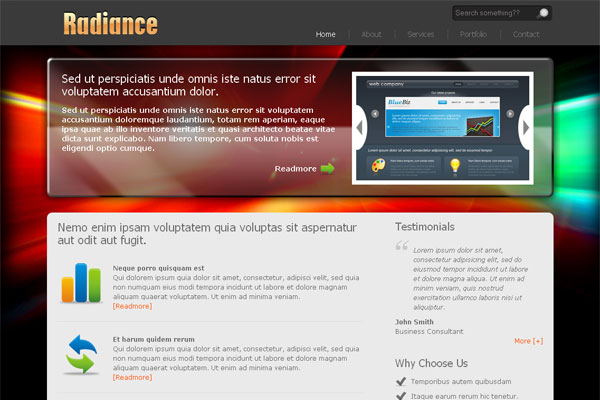 Radiance
Search something??
Home
About
Services
Portfolio
Contact
Sed ut perspiciatis unde omnis iste natus error sit
voluptatem accusantium dolor.
Sed ut perspiciatis unde omnis iste natus error sit voluptatem
accusantium doloremque laudantium, totam rem aperiam, eaque
ipsa quae ab illo inventore veritatis et quasi architecto beatae vitae
dicta sunt explicabo. Nam libero tempore, cum soluta nobis est
eligendi optio cumque.
Readmore
web company
BlueBiz
Nemo enim ipsam voluptatem quia voluptas sit aspernatur
aut odit aut fugit.
Neque porro quisquam est
Qui dolorem ipsum quia dolor sit amet, consectetur, adipisci velit, sed quia
non numquam eius modi tempora incidunt ut labore et dolore magnam
aliquam quaerat voluptatem. Ut enim ad minima veniam.
[Readmore]
Et harum quidem rerum
Qui dolorem ipsum quia dolor sit amet, consectetur, adipisci velit, sed quia
non numquam eius modi tempora incidunt ut labore et dolore magnam
aliquam quaerat voluptatem. Ut enim ad minima veniam.
[Readmore]
Testimonials
Lorem ipsum dolor sit amet,
consectetur adipisicing elit, sed do
eiusmod tempor incididunt ut labore
et dolore magna aliqua. Ut enim ad
minim veniam, quis nostrud
exercitation ullamco laboris nisi ut
aliquiptur.
John Smith
Business Consultant
More [+]
Why Choose Us
Temporibus autem quibusdam
Itaque earum rerum hic tenetur.